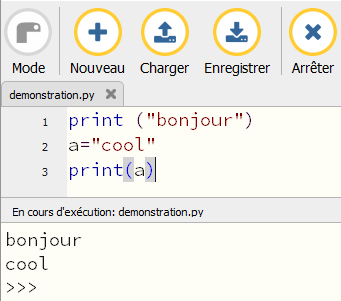 Mode Nouveau Charger Enregistrer Arrêter
demonstration.py
1 print ("bonjour")
2 a="cool"
3 print(a)
En cours d'exécution: demonstration.py
bonjour
cool
>>>